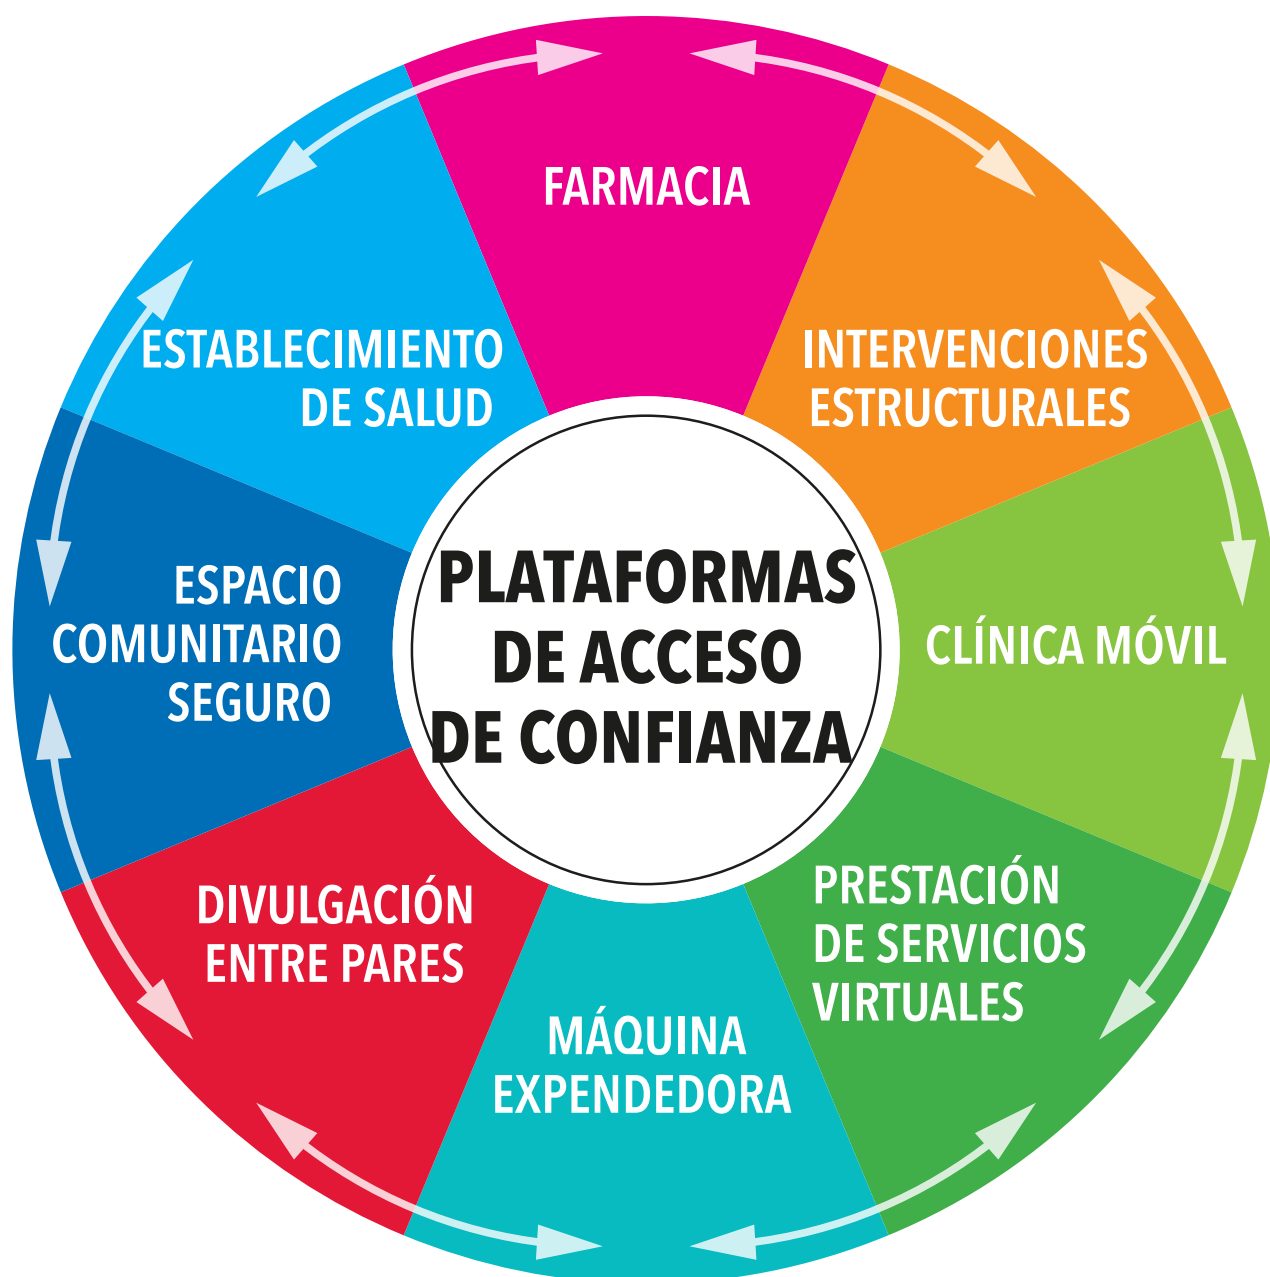 FARMACIA
INTERVENCIONES
ESTRUCTURALES
CLÍNICA MÓVIL
PRESTACIÓN
DE SERVICIOS
VIRTUALES
MÁQUINA
EXPENDEDORA
DIVULGACIÓN
ENTRE PARES
ESPACIO
COMUNITARIO
SEGURO
ESTABLECIMIENTO
DE SALUD
PLATAFORMAS
DE ACCESO
DE CONFIANZA